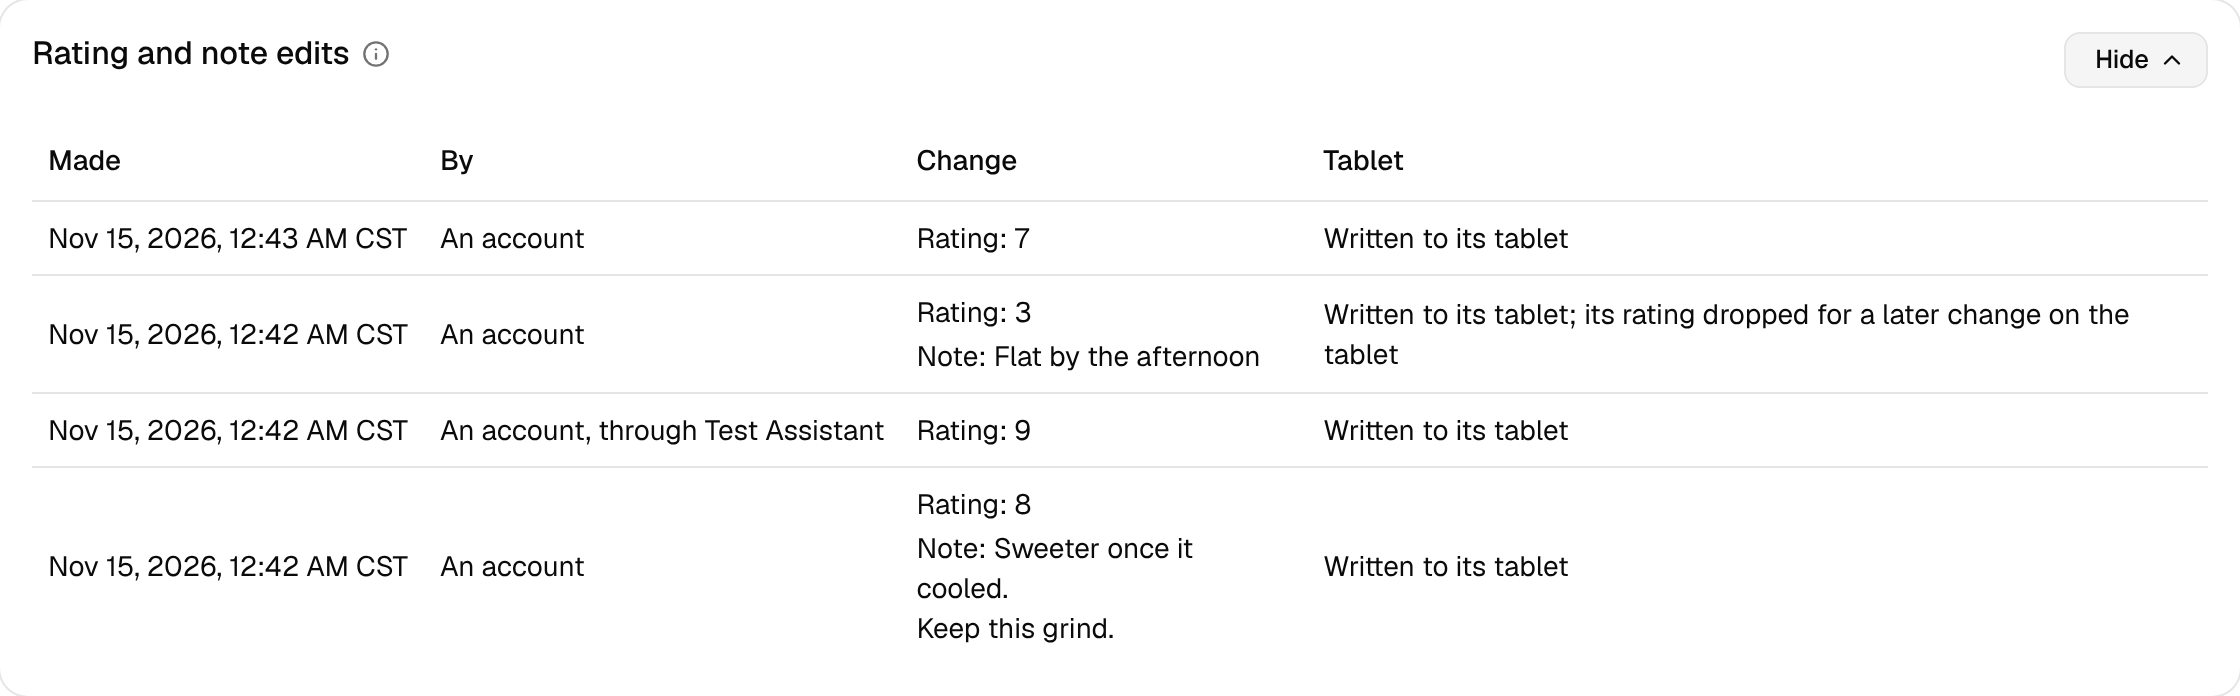 Rating and note edits
Hide
Made By Change Tablet
Nov 15, 2026, 12:43 AM CST An account Rating: 7 Written to its tablet
Nov 15, 2026, 12:42 AM CST An account Rating: 3
Note: Flat by the afternoon
Written to its tablet; its rating dropped for a later change on the
tablet
Nov 15, 2026, 12:42 AM CST An account, through Test Assistant Rating: 9 Written to its tablet
Nov 15, 2026, 12:42 AM CST An account Rating: 8
Note: Sweeter once it
cooled.
Keep this grind.
Written to its tablet